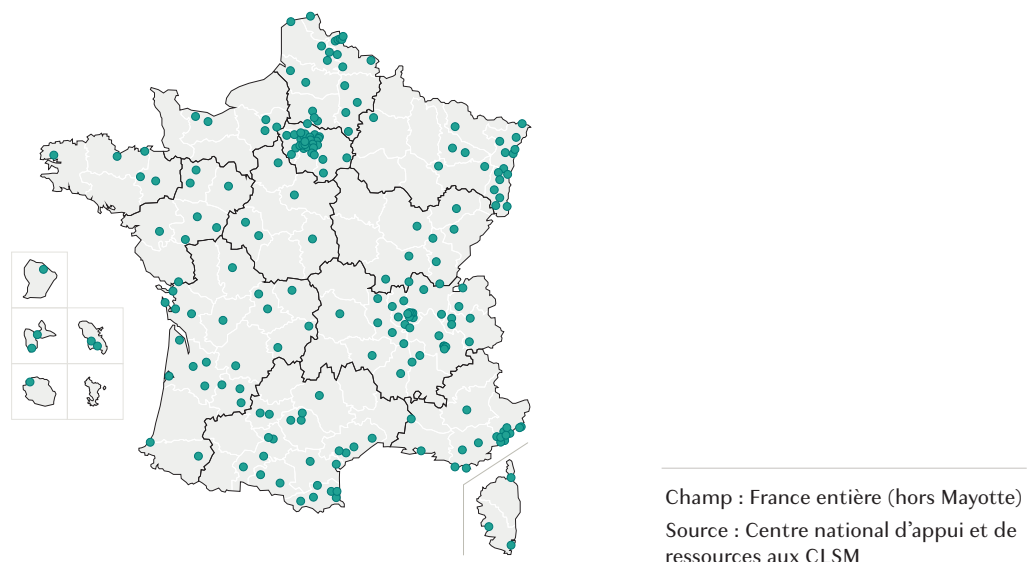 Champ : France entière (hors Mayotte)
Source : Centre national d'appui et de
ressources aux CLSM